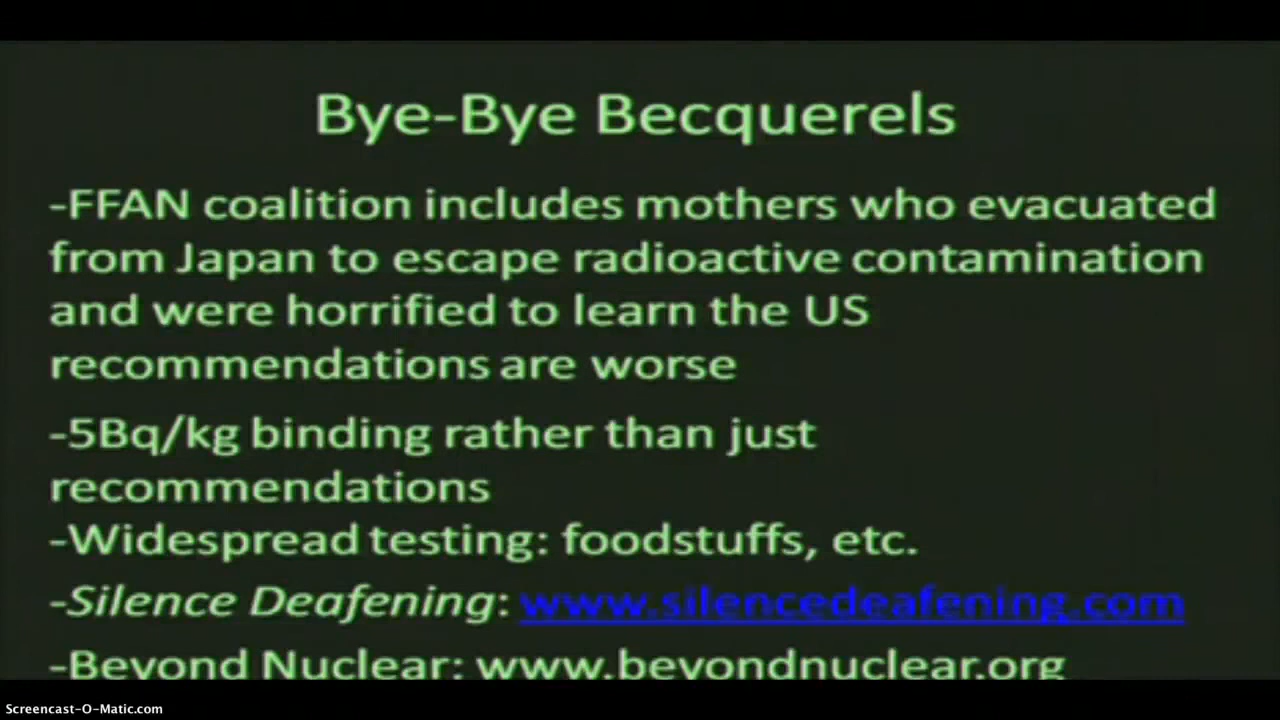 Bye-Bye Becquerels
-FFAN coalition includes mothers who evacuated
from Japan to escape radioactive contamination
and were horrified to learn the US
recommendations are worse
-5Bq/kg binding rather than just
recommendations
-Widespread testing: foodstuffs, etc.
-Silence Deafening: www.silencedeafening.com
-Beyond Nuclear: www.beyondnuclear.org
Screencast-O-Matic.com